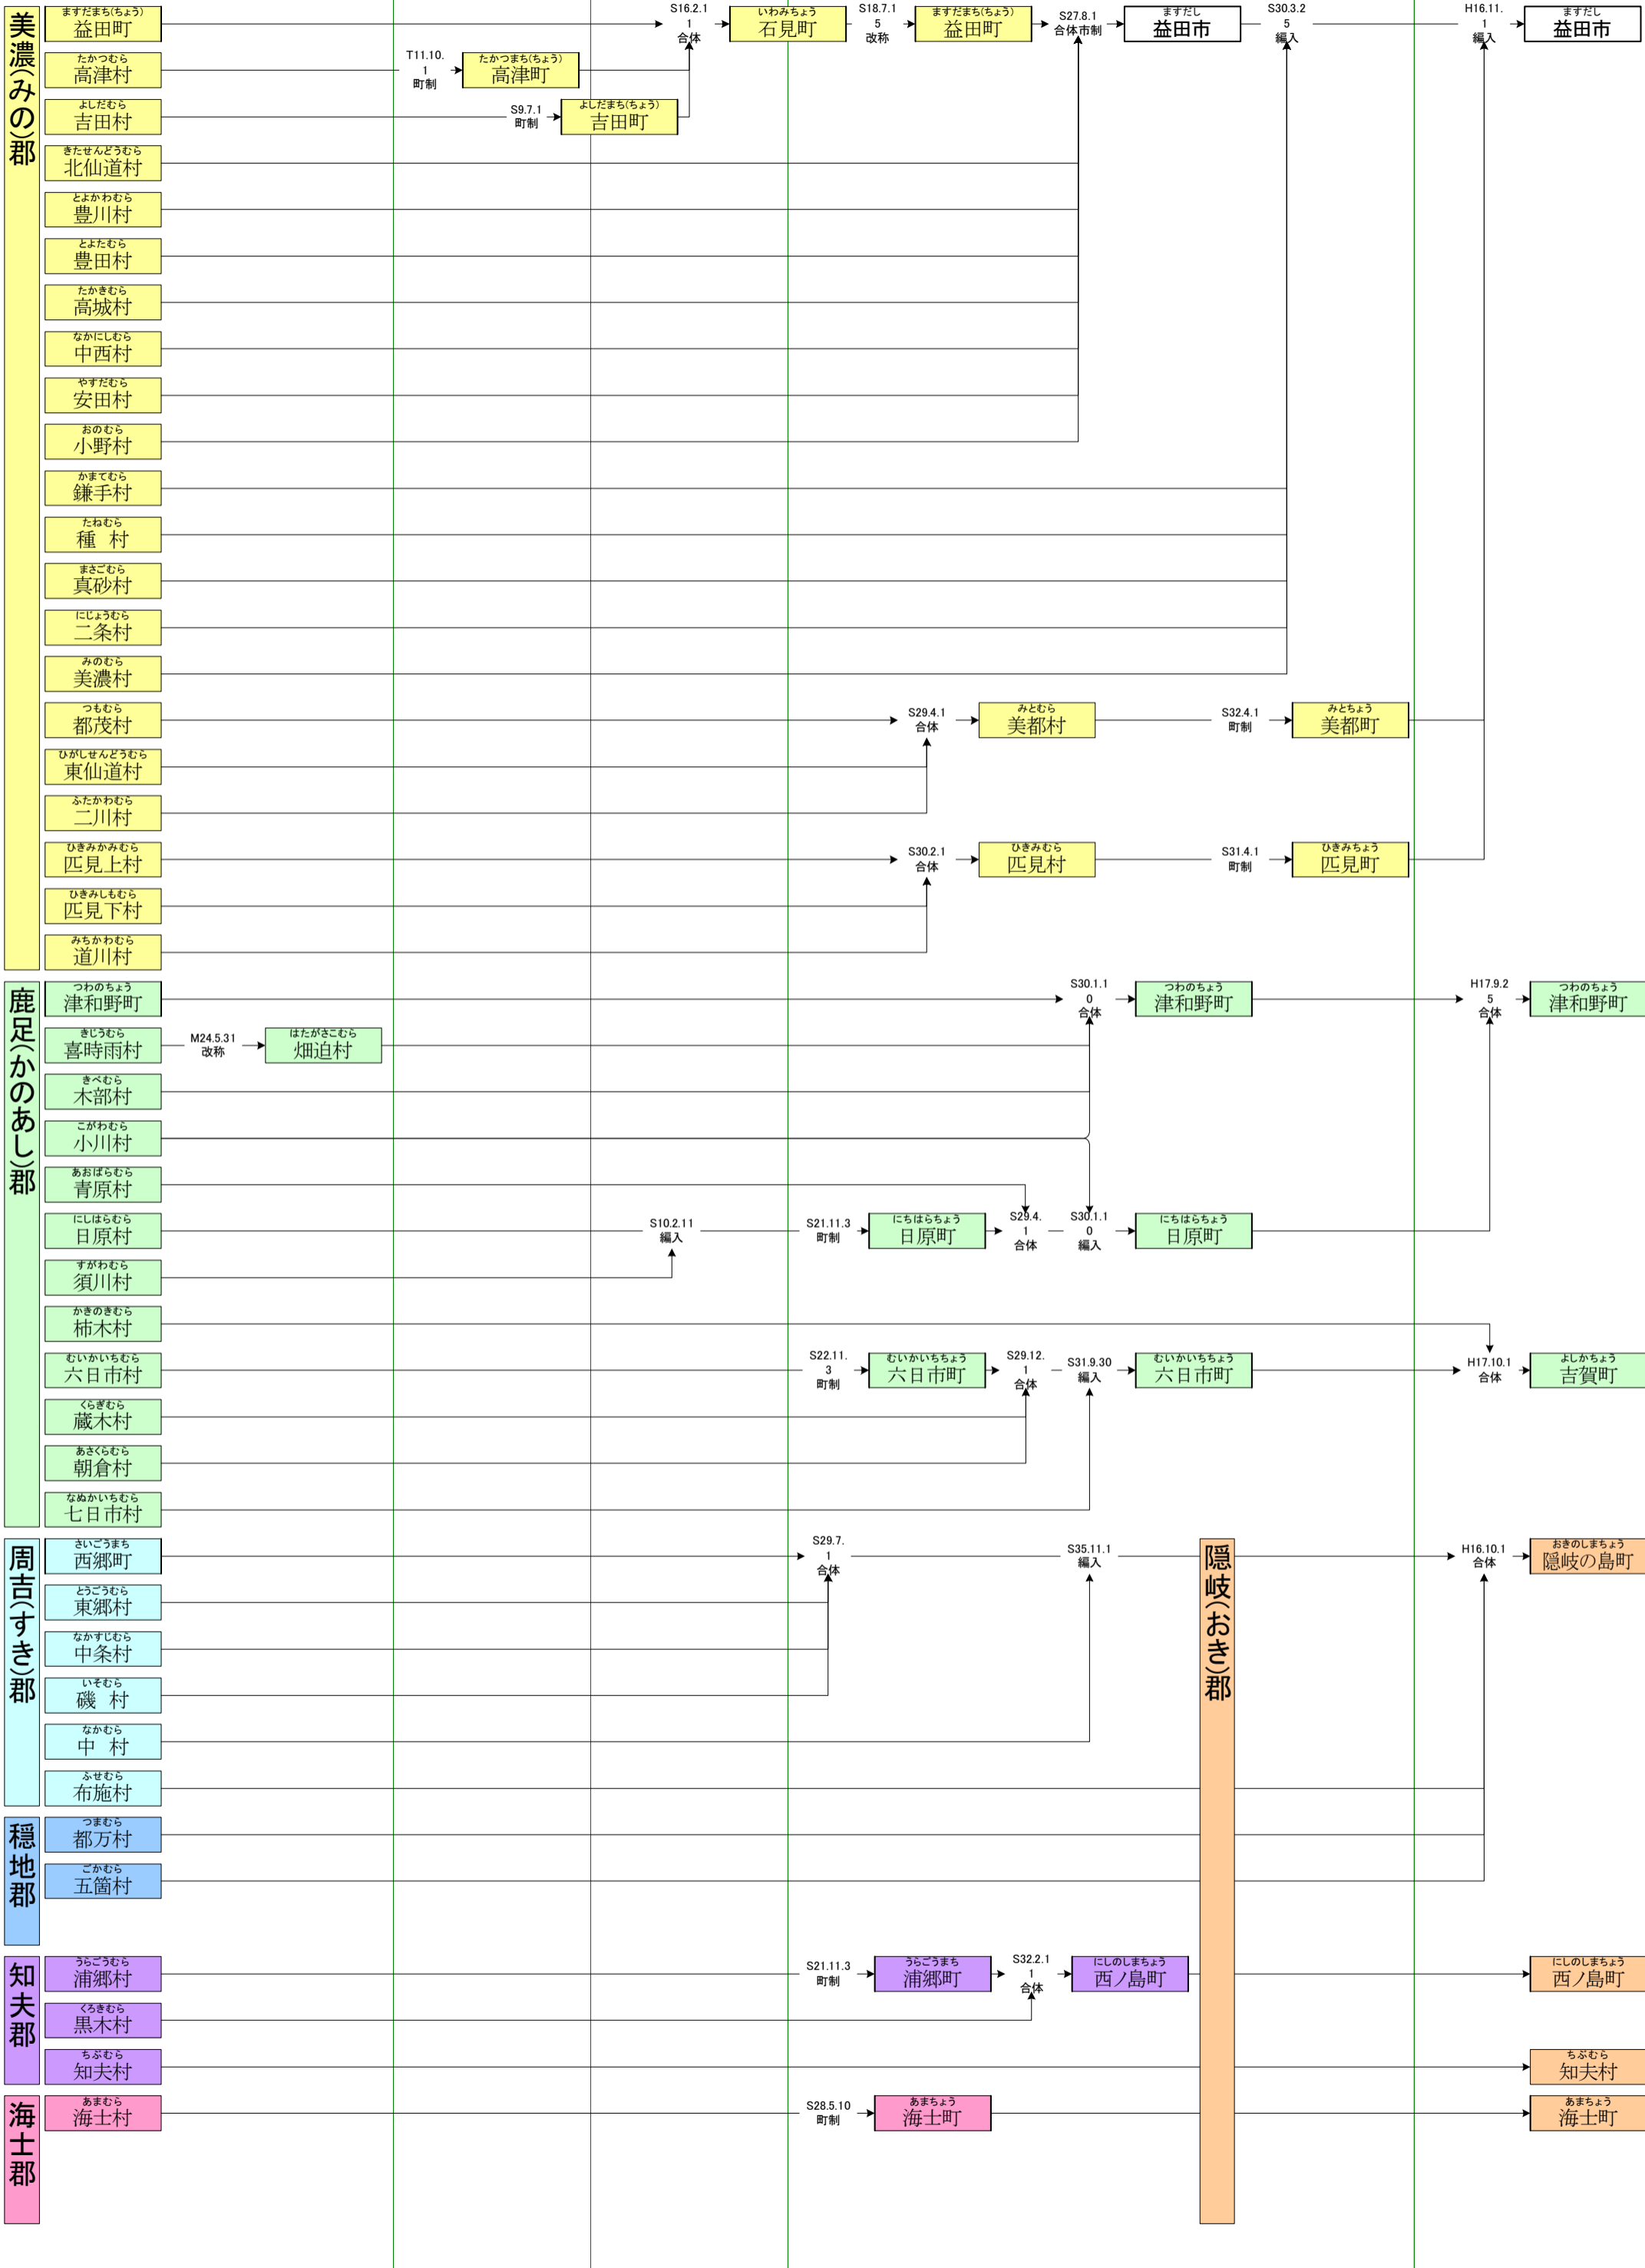 美濃(みの)郡
ますだまち(ちょう)
益田町
S16.2.1
1
合体
いわみちょう
石見町
S18.7.1
5
改称
ますだまち(ちょう)
益田町
S27.8.1
合体市制
ますだし
益田市
S30.3.2
5
編入
H16.11.
1
編入
ますだし
益田市
たかつむら
高津村
T11.10.
1
町制
たかつまち(ちょう)
高津町
よしだむら
吉田村
S9.7.1
町制
よしだまち(ちょう)
吉田町
きたせんどうむら
北仙道村
とよかわむら
豊川村
とよたむら
豊田村
たかきむら
高城村
なかにしむら
中西村
やすだむら
安田村
おのむら
小野村
かまてむら
鎌手村
たねむら
種 村
まさごむら
真砂村
にじょうむら
二条村
みのむら
美濃村
つもむら
都茂村
S29.4.1
合体
みとむら
美都村
S32.4.1
町制
みとちょう
美都町
ひがしせんどうむら
東仙道村
ふたかわむら
二川村
ひきみかみむら
匹見上村
S30.2.1
合体
ひきみむら
匹見村
S31.4.1
町制
ひきみちょう
匹見町
ひきみしもむら
匹見下村
みちかわむら
道川村
鹿足(かのあし)郡
つわのちょう
津和野町
S30.1.1
0
合体
つわのちょう
津和野町
H17.9.2
5
合体
つわのちょう
津和野町
きじうむら
喜時雨村
M24.5.31
改称
はたがさこむら
畑迫村
きべむら
木部村
こがわむら
小川村
あおばらむら
青原村
にしはらむら
日原村
S10.2.11
編入
S21.11.3
町制
にちはらちょう
日原町
S29.4.
1
合体
S30.1.1
0
編入
にちはらちょう
日原町
すがわむら
須川村
かきのきむら
柿木村
むいかいちむら
六日市村
S22.11.
3
町制
むいかいちちょう
六日市町
S29.12.
1
合体
S31.9.30
編入
むいかいちちょう
六日市町
H17.10.1
合体
よしかちょう
吉賀町
くらぎむら
蔵木村
あさくらむら
朝倉村
なぬかいちむら
七日市村
周吉(すき)郡
さいごうまち
西郷町
S29.7.
1
合体
S35.11.1
編入
隠岐(おき)郡
H16.10.1
合体
おきのしまちょう
隠岐の島町
とうごうむら
東郷村
なかすじむら
中条村
いそむら
磯 村
なかむら
中 村
ふせむら
布施村
穏地郡
つまむら
都万村
ごかむら
五箇村
知夫郡
うらごうむら
浦郷村
S21.11.3
町制
うらごうまち
浦郷町
S32.2.1
1
合体
にしのしまちょう
西ノ島町
にしのしまちょう
西ノ島町
くろきむら
黒木村
ちぶむら
知夫村
ちぶむら
知夫村
海士郡
あまむら
海士村
S28.5.10
町制
あまちょう
海士町
あまちょう
海士町